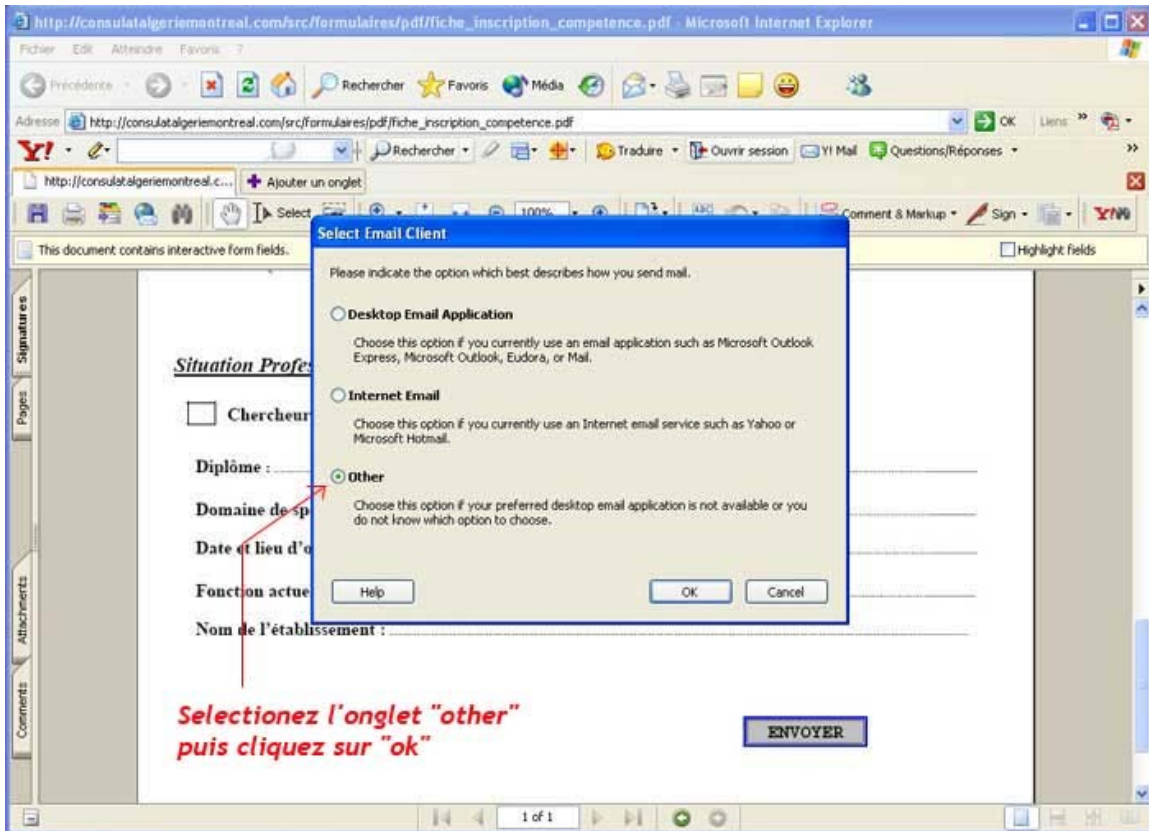 http://consulatalgeriemontreal.com/src/formulaires/pdf/fiche_inscription_competence.pdf - Microsoft Internet Explorer
Fichier Edit Atteindre Favoris ?
Précédente Rechercher Favoris Média
Adresse http://consulatalgeriemontreal.com/src/formulaires/pdf/fiche_inscription_competence.pdf OK Liens »
Y! Rechercher Traduire Ouvrir session Y! Mail Questions/Réponses »
http://consulatalgeriemontreal.c... Ajouter un onglet
Select 100% Comment & Markup Sign
This document contains interactive form fields. Highlight fields
Select Email Client
Please indicate the option which best describes how you send mail.
Desktop Email Application
Choose this option if you currently use an email application such as Microsoft Outlook
Express, Microsoft Outlook, Eudora, or Mail.
Internet Email
Choose this option if you currently use an Internet email service such as Yahoo or
Microsoft Hotmail.
Other
Choose this option if your preferred desktop email application is not available or you
do not know which option to choose.
Help OK Cancel
Signatures
Pages
Attachments
Comments
Situation Profes
Chercheur
Diplôme :
Domaine de sp
Date et lieu d'o
Fonction actue
Nom de l'établissement :
Selectionez l'onglet "other"
puis cliquez sur "ok"
ENVOYER
1 of 1